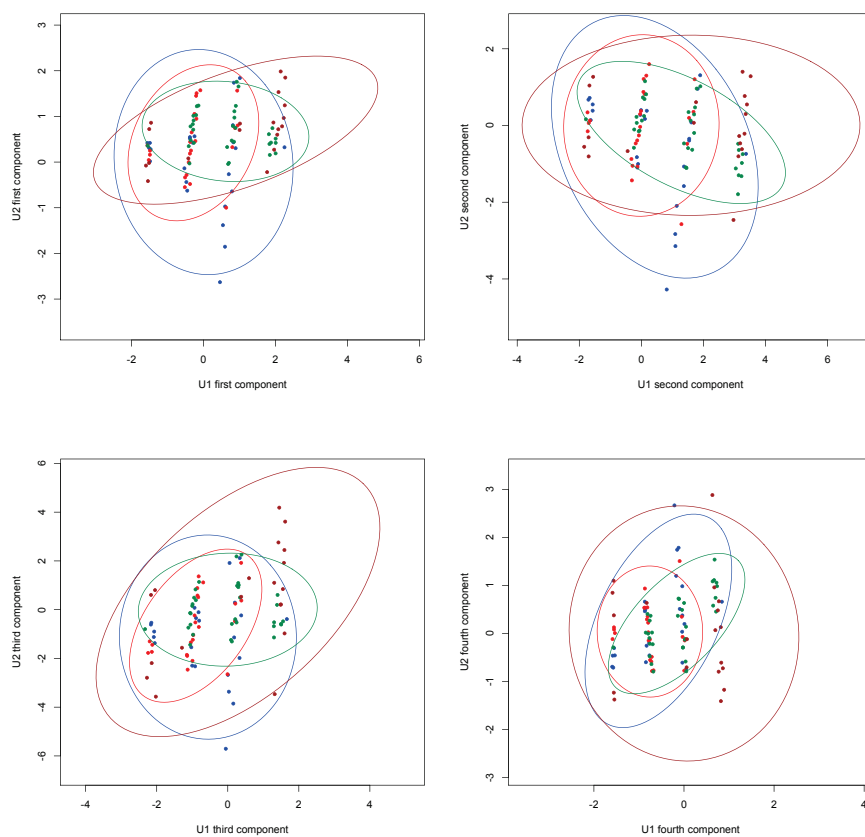 3
2
1
0
-1
-2
-3
U2 first component
-2 0 2 4 6
U1 first component
2
0
-2
-4
U2 second component
-4 -2 0 2 4 6
U1 second component
6
4
2
0
-2
-4
-6
U2 third component
-4 -2 0 2 4
U1 third component
3
2
1
0
-1
-2
-3
U2 fourth component
-2 0 2 4
U1 fourth component